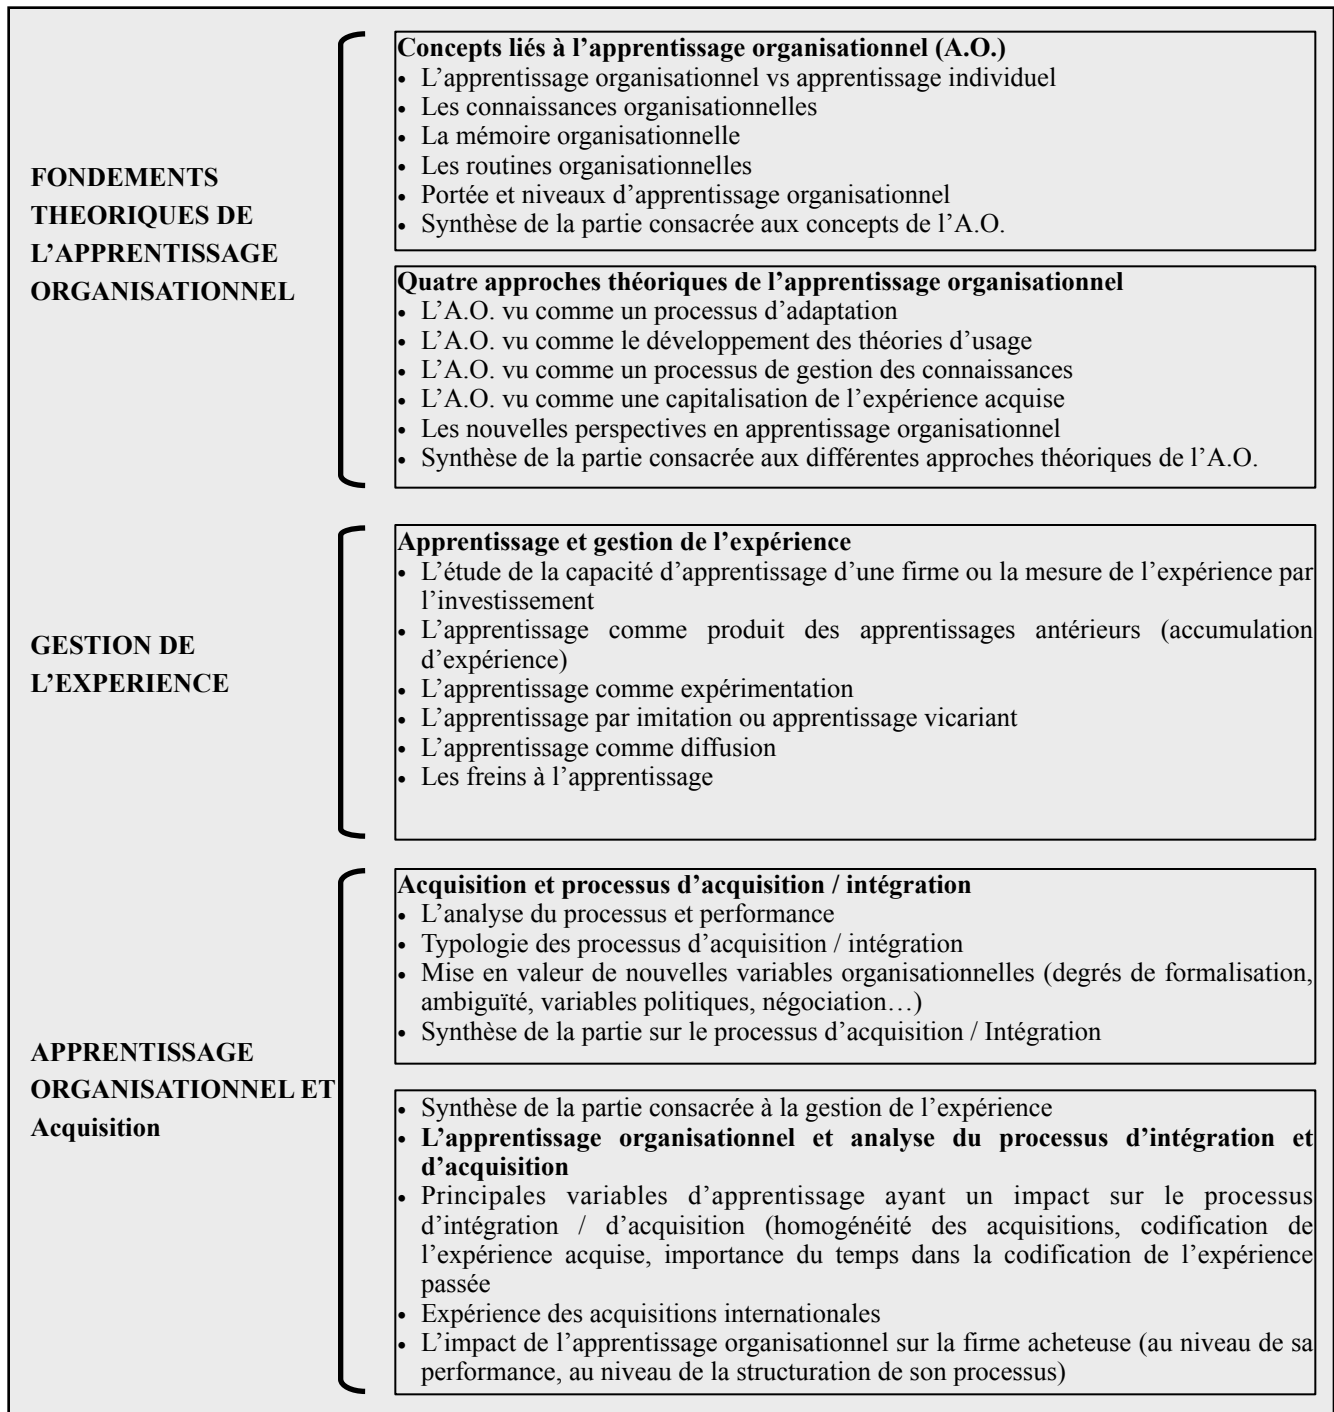 FONDEMENTS
THEORIQUES DE
L’APPRENTISSAGE
ORGANISATIONNEL
Concepts liés à l’apprentissage organisationnel (A.O.)
• L’apprentissage organisationnel vs apprentissage individuel
• Les connaissances organisationnelles
• La mémoire organisationnelle
• Les routines organisationnelles
• Portée et niveaux d’apprentissage organisationnel
• Synthèse de la partie consacrée aux concepts de l’A.O.
Quatre approches théoriques de l’apprentissage organisationnel
• L’A.O. vu comme un processus d’adaptation
• L’A.O. vu comme le développement des théories d’usage
• L’A.O. vu comme un processus de gestion des connaissances
• L’A.O. vu comme une capitalisation de l’expérience acquise
• Les nouvelles perspectives en apprentissage organisationnel
• Synthèse de la partie consacrée aux différentes approches théoriques de l’A.O.
GESTION DE
L’EXPERIENCE
Apprentissage et gestion de l’expérience
• L’étude de la capacité d’apprentissage d’une firme ou la mesure de l’expérience par
l’investissement
• L’apprentissage comme produit des apprentissages antérieurs (accumulation
d’expérience)
• L’apprentissage comme expérimentation
• L’apprentissage par imitation ou apprentissage vicariant
• L’apprentissage comme diffusion
• Les freins à l’apprentissage
APPRENTISSAGE
ORGANISATIONNEL ET
Acquisition
Acquisition et processus d’acquisition / intégration
• L’analyse du processus et performance
• Typologie des processus d’acquisition / intégration
• Mise en valeur de nouvelles variables organisationnelles (degrés de formalisation,
ambiguïté, variables politiques, négociation…)
• Synthèse de la partie sur le processus d’acquisition / Intégration
• Synthèse de la partie consacrée à la gestion de l’expérience
• L’apprentissage organisationnel et analyse du processus d’intégration et
d’acquisition
• Principales variables d’apprentissage ayant un impact sur le processus
d’intégration / d’acquisition (homogénéité des acquisitions, codification de
l’expérience acquise, importance du temps dans la codification de l’expérience
passée
• Expérience des acquisitions internationales
• L’impact de l’apprentissage organisationnel sur la firme acheteuse (au niveau de sa
performance, au niveau de la structuration de son processus)